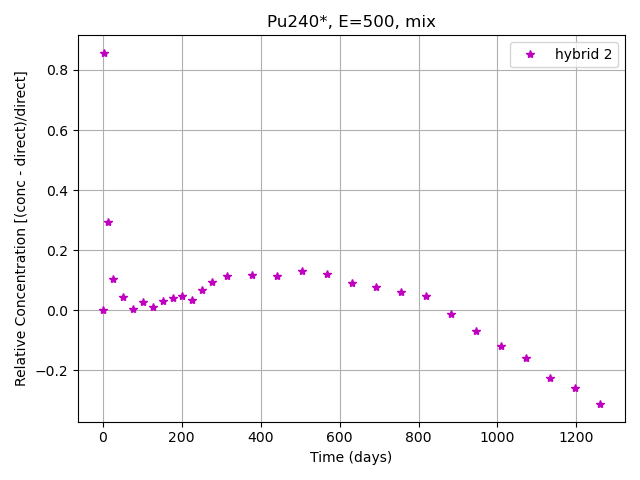 Pu240*, E=500, mix
hybrid 2
Relative Concentration [(conc - direct)/direct]
0.8
0.6
0.4
0.2
0.0
−0.2
0 200 400 600 800 1000 1200
Time (days)